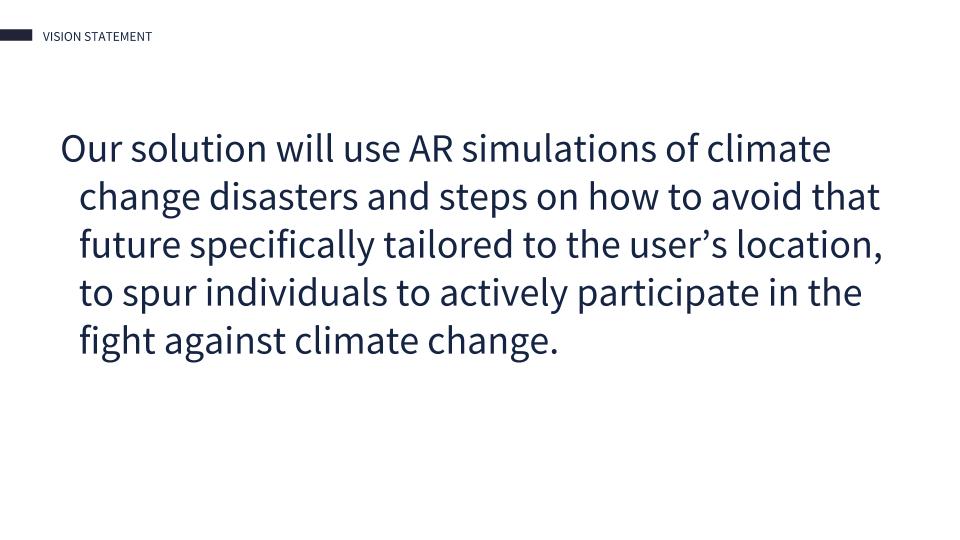 VISION STATEMENT
Our solution will use AR simulations of climate
change disasters and steps on how to avoid that
future specifically tailored to the user’s location,
to spur individuals to actively participate in the
fight against climate change.